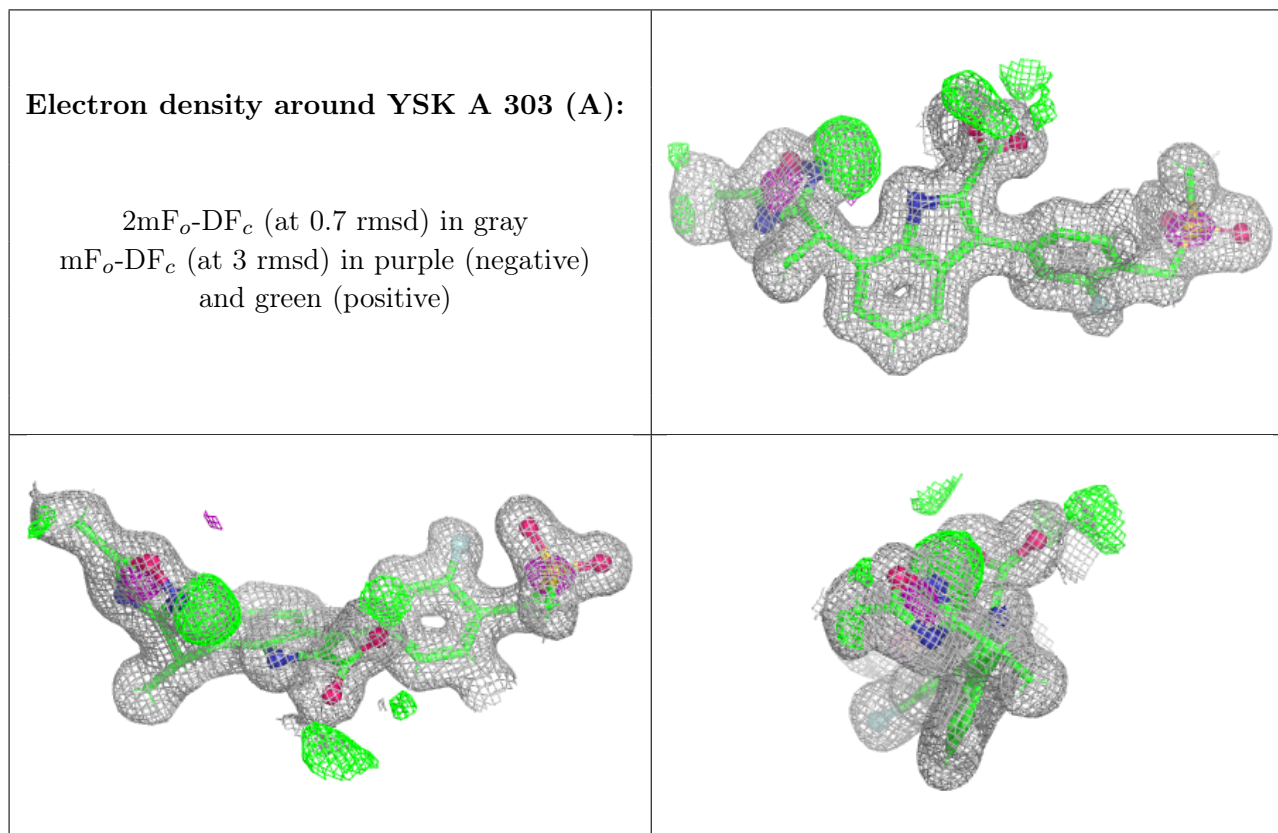 Electron density around YSK A 303 (A):
2mFo-DFc (at 0.7 rmsd) in gray
mFo-DFc (at 3 rmsd) in purple (negative)
and green (positive)